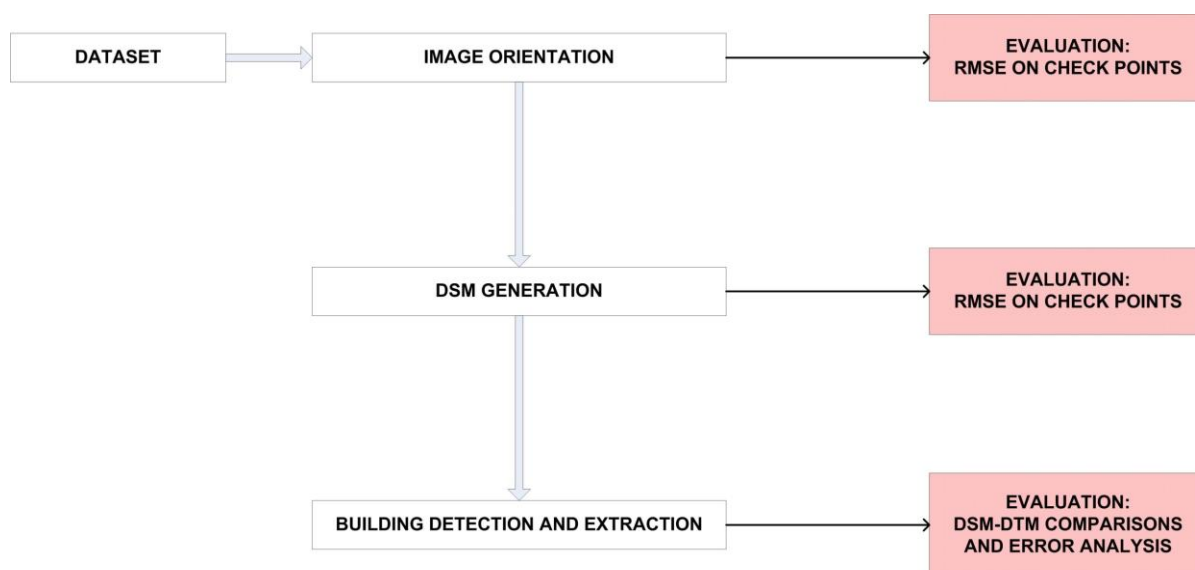 DATASET
IMAGE ORIENTATION
EVALUATION:
RMSE ON CHECK POINTS
DSM GENERATION
EVALUATION:
RMSE ON CHECK POINTS
BUILDING DETECTION AND EXTRACTION
EVALUATION:
DSM-DTM COMPARISONS
AND ERROR ANALYSIS